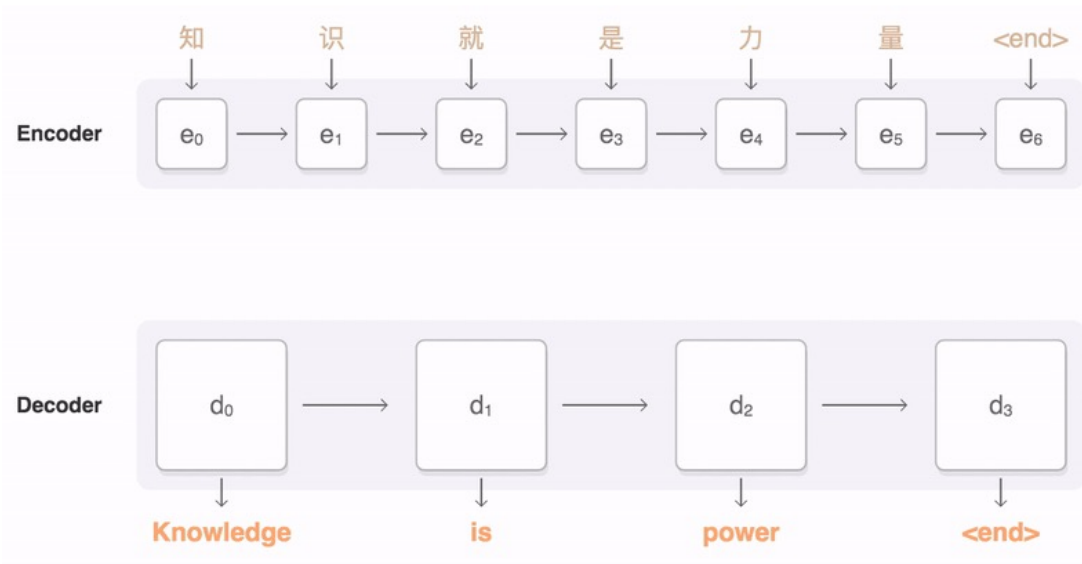 知 识 就 是 力 量 <end>
Encoder e₀ e₁ e₂ e₃ e₄ e₅ e₆
Decoder d₀ d₁ d₂ d₃
Knowledge is power <end>